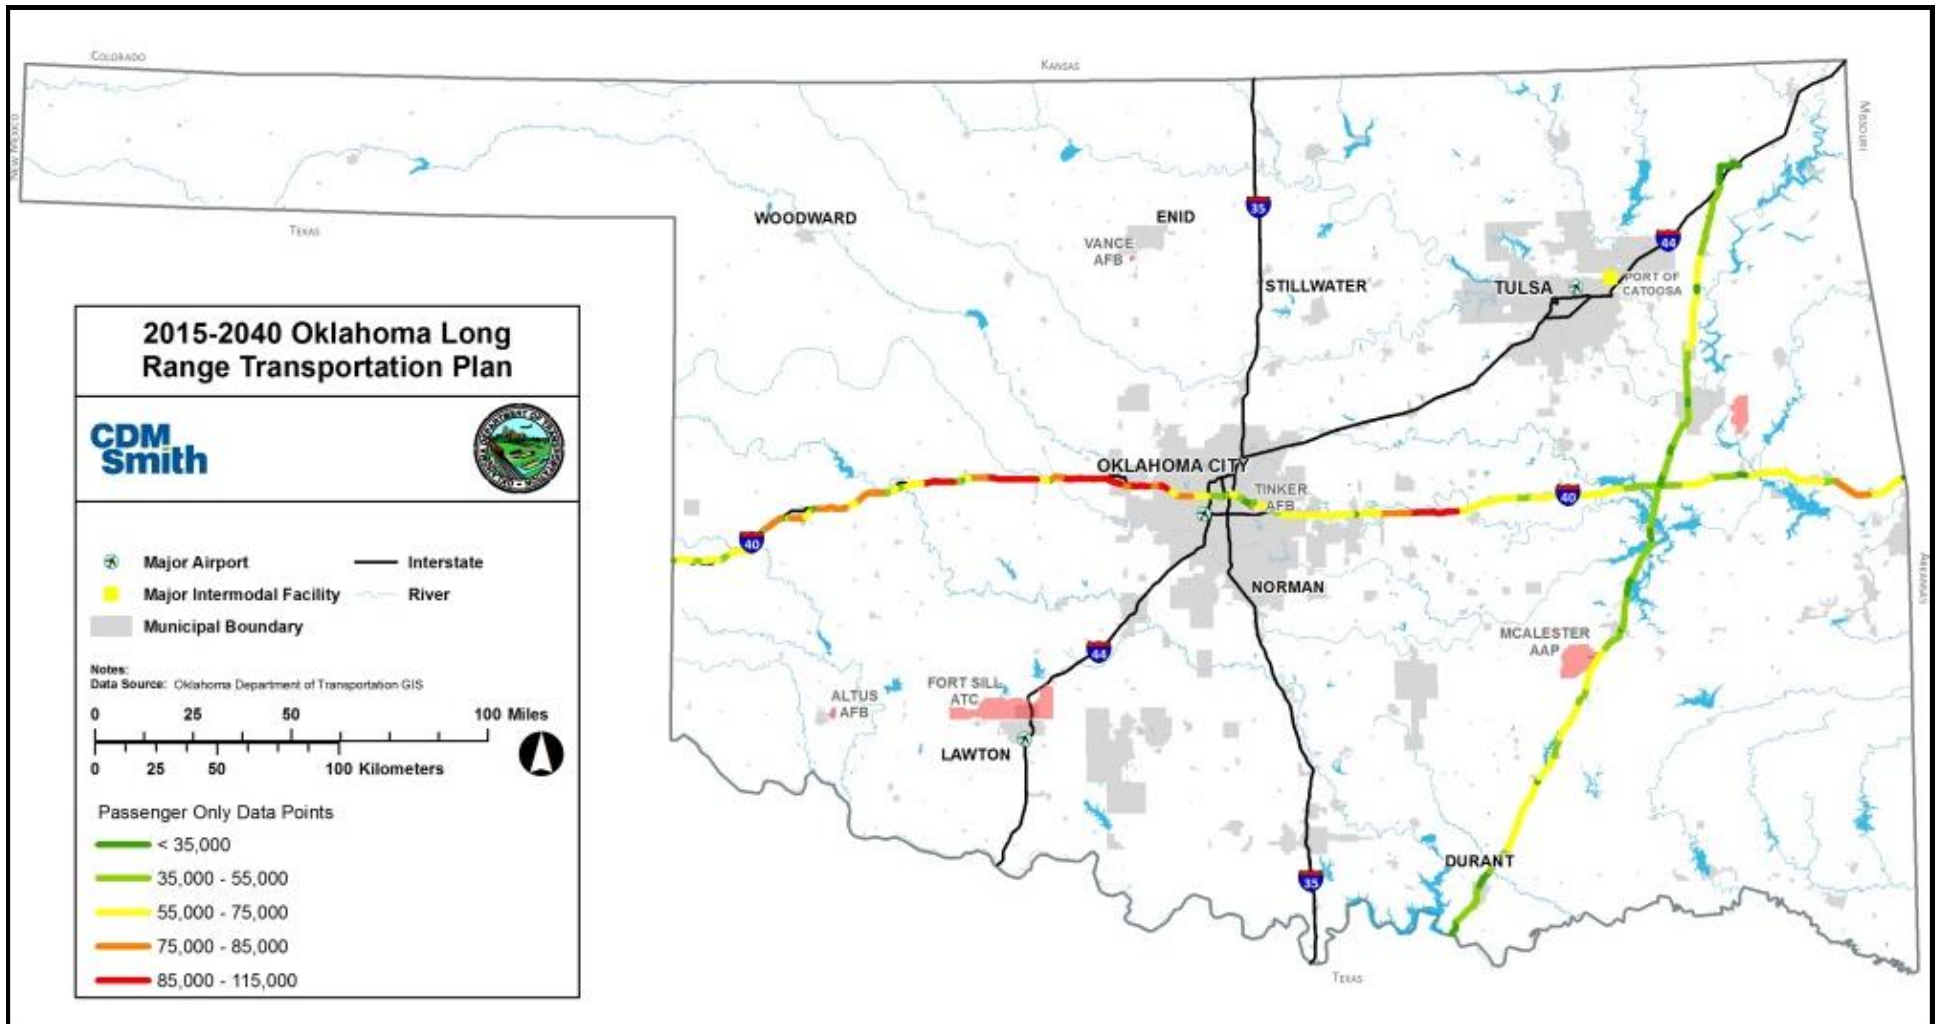 COLORADO
KANSAS
NEW MEXICO
MISSOURI
TEXAS
WOODWARD
ENID
VANCE
AFB
35
STILLWATER
44
TULSA
PORT OF
CATOOSA
2015-2040 Oklahoma Long
Range Transportation Plan
CDM
Smith
OKLAHOMA CITY
TINKER
AFB
40
40
Major Airport
Interstate
Major Intermodal Facility
River
Municipal Boundary
NORMAN
ARKANSAS
MCALESTER
AAP
44
Notes:
Data Source: Oklahoma Department of Transportation GIS
ALTUS
AFB
FORT SILL
ATC
LAWTON
0 25 50 100 Miles
0 25 50 100 Kilometers
Passenger Only Data Points
< 35,000
35,000 - 55,000
55,000 - 75,000
75,000 - 85,000
85,000 - 115,000
DURANT
35
TEXAS